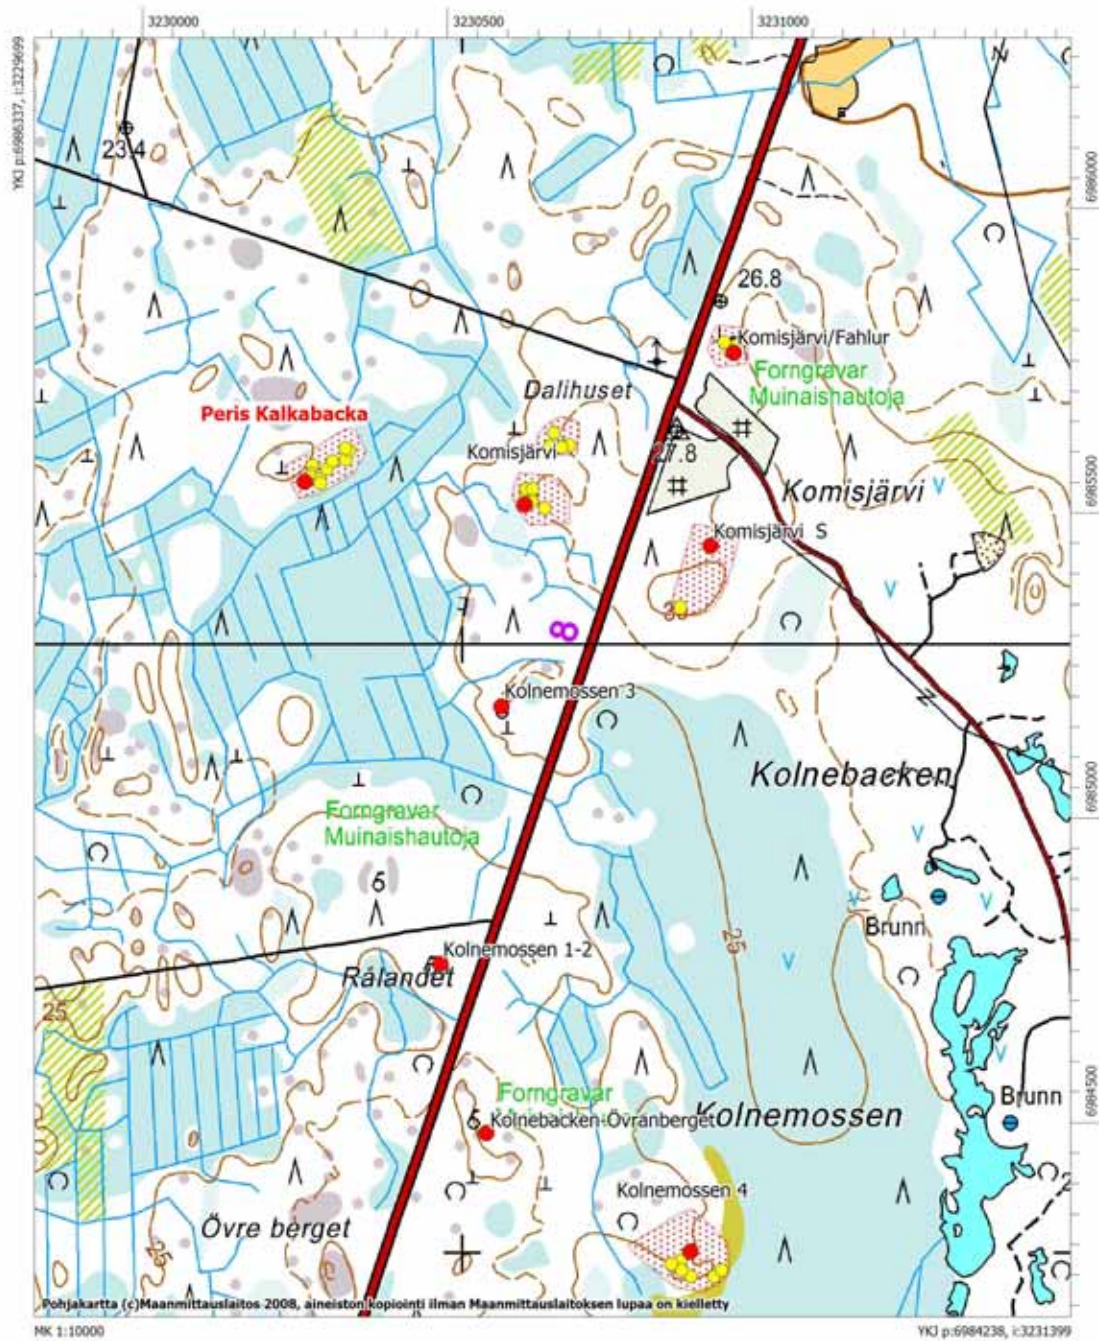 3230000
3230500
3231000
YKJ p:6986337, i:3229699
23.4
6986000
26.8
Komisjärvi/Fahlur
Forngravar
Muinaishautoja
Dalihuset
Peris Kalkabacka
Komisjärvi
27.8
Komisjärvi
6985500
Komisjärvi S
8
Kolnemossen 3
Kolnebacken
6985000
Forngravar
Muinaishautoja
6
Brunn
25
Kolnemossen 1-2
Rålandet
25
6984500
Forngravar
Brunn
6
Kolnebacken-Övranberget
Kolnemossen
Kolnemossen 4
Övre berget
25
Pohjakartta (c)Maanmittauslaitos 2008, aineiston kopiointi ilman Maanmittauslaitoksen lupaa on kielletty
MK 1:10000
YKJ p:6984238, i:3231399